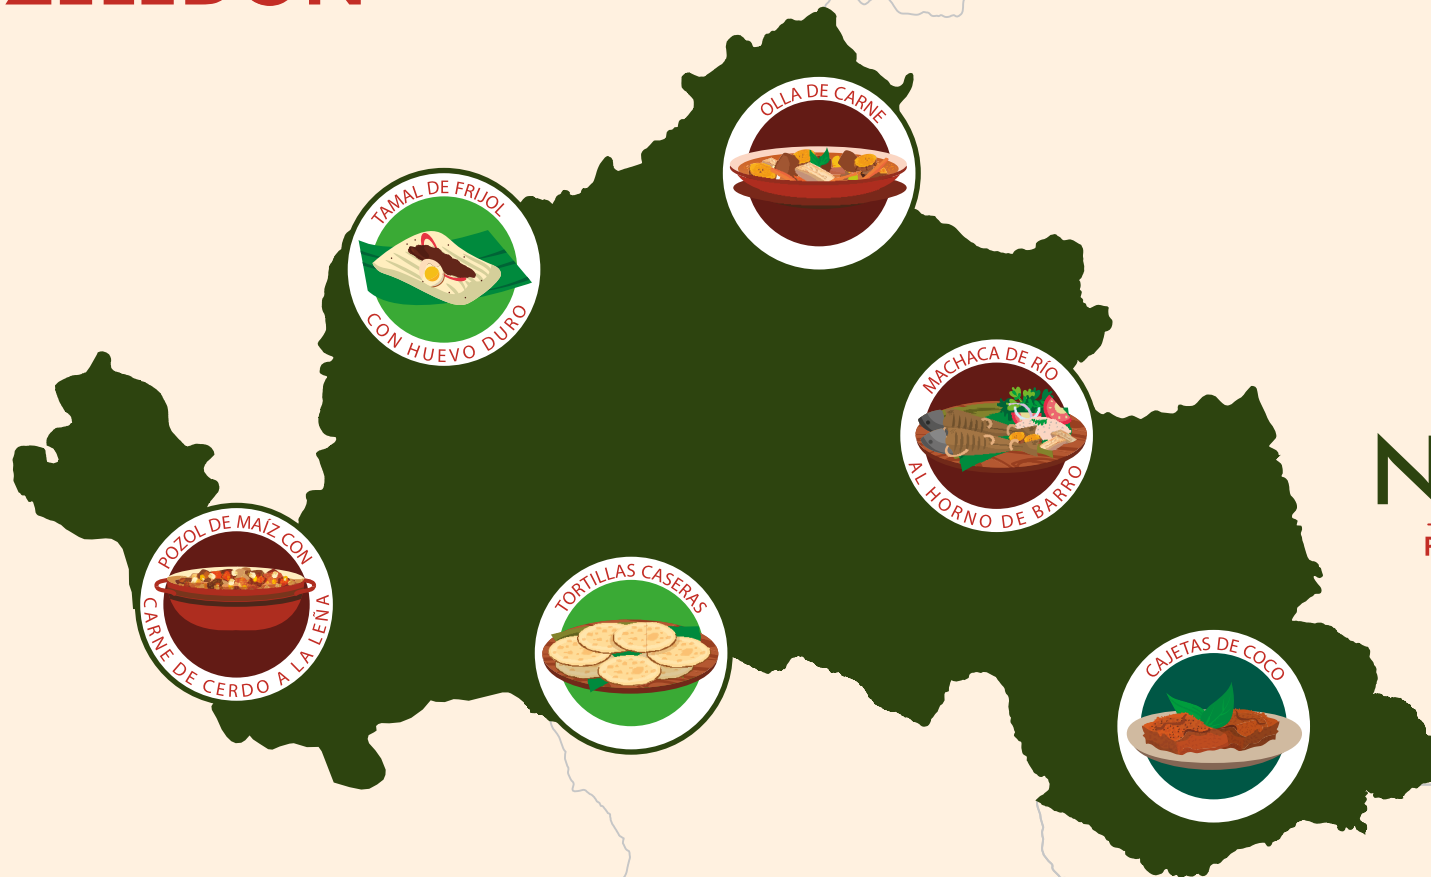 OLLA DE CARNE
TAMAL DE FRIJOL
CON HUEVO DURO
MACHACA DE RÍO
AL HORNO DE BARRO
POZOL DE MAÍZ CON
CARNE DE CERDO A LA LEÑA
TORTILLAS CASERAS
CAJETAS DE COCO